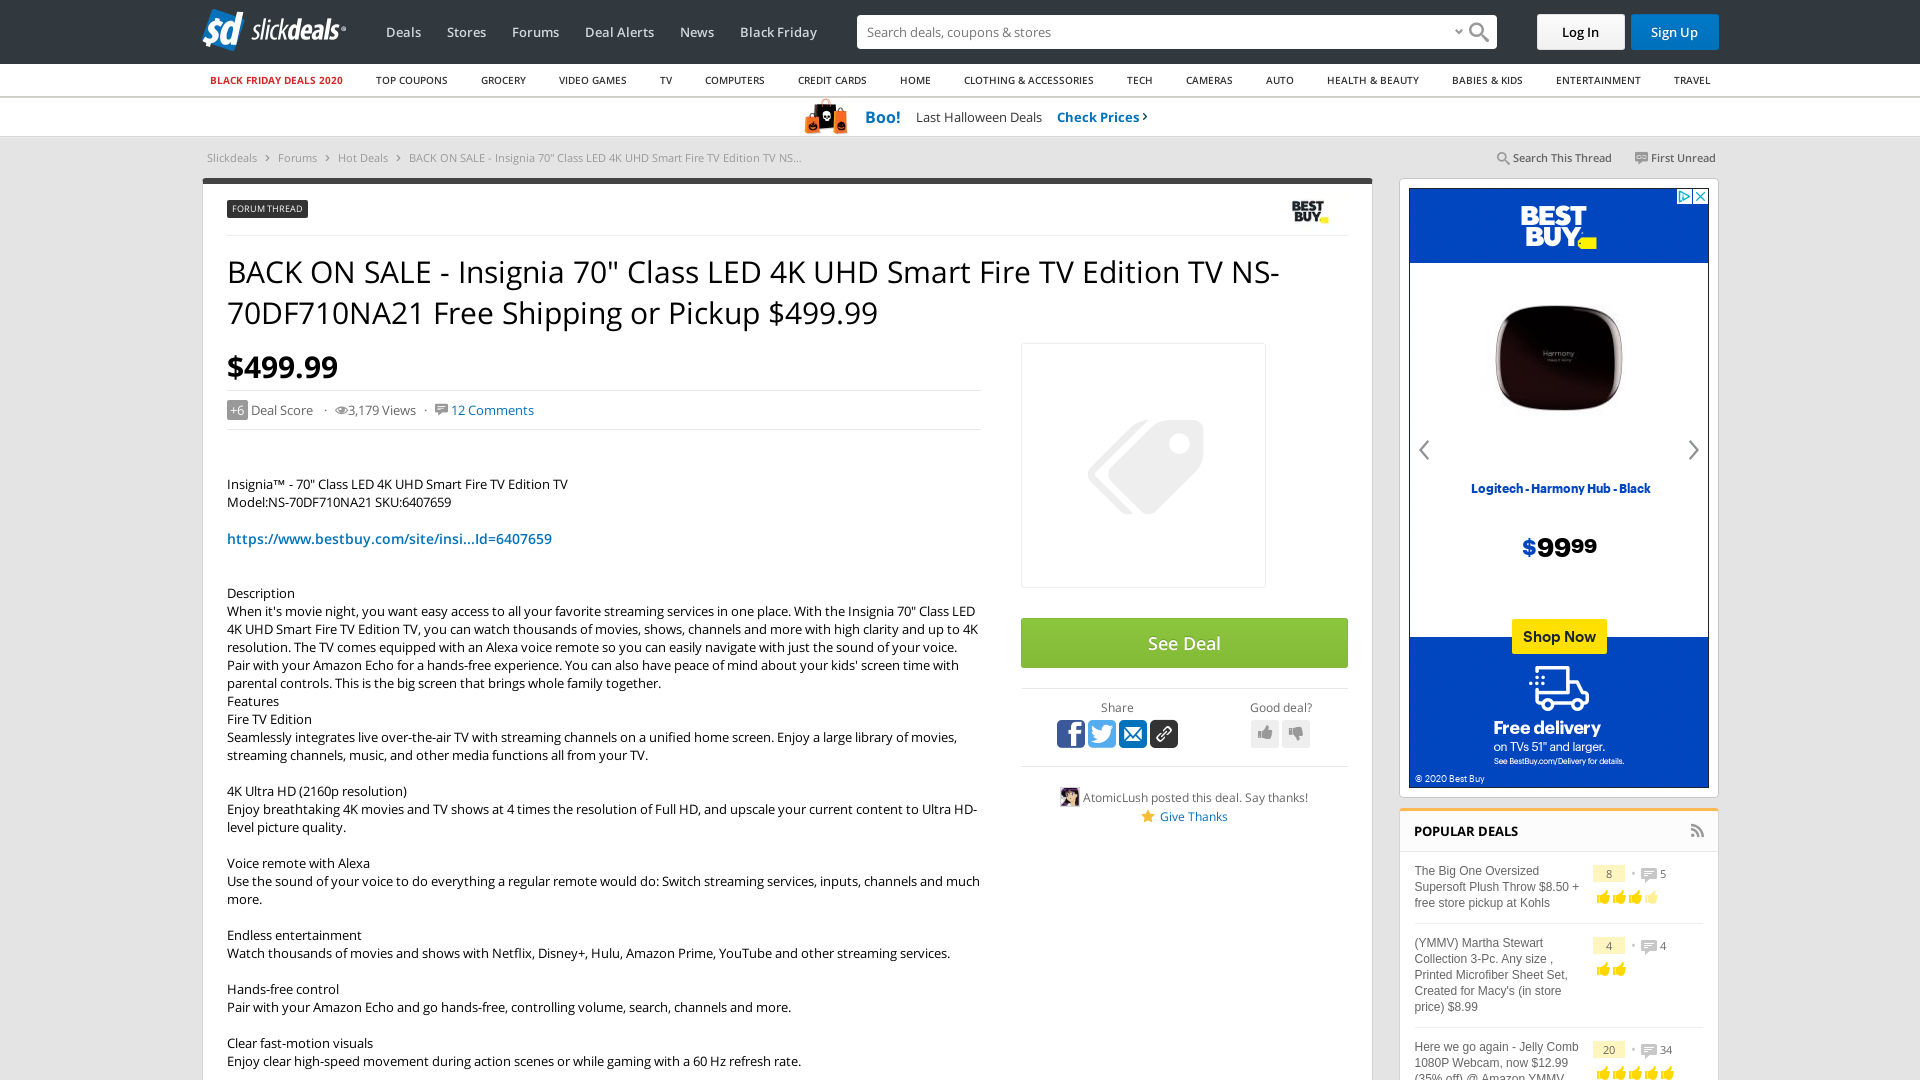 slickdeals
Deals
Stores
Forums
Deal Alerts
News
Black Friday
Search deals, coupons & stores
Log In
Sign Up
BLACK FRIDAY DEALS 2020
TOP COUPONS
GROCERY
VIDEO GAMES
TV
COMPUTERS
CREDIT CARDS
HOME
CLOTHING & ACCESSORIES
TECH
CAMERAS
AUTO
HEALTH & BEAUTY
BABIES & KIDS
ENTERTAINMENT
TRAVEL
Boo! Last Halloween Deals Check Prices
Slickdeals > Forums > Hot Deals > BACK ON SALE - Insignia 70" Class LED 4K UHD Smart Fire TV Edition TV NS...
Search This Thread
First Unread
FORUM THREAD
BEST
BUY
BACK ON SALE - Insignia 70" Class LED 4K UHD Smart Fire TV Edition TV NS-
70DF710NA21 Free Shipping or Pickup $499.99
$499.99
+6 Deal Score · 3,179 Views · 12 Comments
Insignia™ - 70" Class LED 4K UHD Smart Fire TV Edition TV
Model:NS-70DF710NA21 SKU:6407659
https://www.bestbuy.com/site/insi...Id=6407659
Description
When it's movie night, you want easy access to all your favorite streaming services in one place. With the Insignia 70" Class LED
4K UHD Smart Fire TV Edition TV, you can watch thousands of movies, shows, channels and more with high clarity and up to 4K
resolution. The TV comes equipped with an Alexa voice remote so you can easily navigate with just the sound of your voice.
Pair with your Amazon Echo for a hands-free experience. You can also have peace of mind about your kids' screen time with
parental controls. This is the big screen that brings whole family together.
Features
Fire TV Edition
Seamlessly integrates live over-the-air TV with streaming channels on a unified home screen. Enjoy a large library of movies,
streaming channels, music, and other media functions all from your TV.
4K Ultra HD (2160p resolution)
Enjoy breathtaking 4K movies and TV shows at 4 times the resolution of Full HD, and upscale your current content to Ultra HD-
level picture quality.
Voice remote with Alexa
Use the sound of your voice to do everything a regular remote would do: Switch streaming services, inputs, channels and much
more.
Endless entertainment
Watch thousands of movies and shows with Netflix, Disney+, Hulu, Amazon Prime, YouTube and other streaming services.
Hands-free control
Pair with your Amazon Echo and go hands-free, controlling volume, search, channels and more.
Clear fast-motion visuals
Enjoy clear high-speed movement during action scenes or while gaming with a 60 Hz refresh rate.
See Deal
Share
Good deal?
AtomicLush posted this deal. Say thanks!
Give Thanks
BEST
BUY
Harmony
Logitech - Harmony Hub - Black
$99⁹⁹
Shop Now
Free delivery
on TVs 51" and larger.
See BestBuy.com/Delivery for details.
© 2020 Best Buy
POPULAR DEALS
The Big One Oversized
Supersoft Plush Throw $8.50 +
free store pickup at Kohls
8 • 5
(YMMV) Martha Stewart
Collection 3-Pc. Any size ,
Printed Microfiber Sheet Set,
Created for Macy's (in store
price) $8.99
4 • 4
Here we go again - Jelly Comb
1080P Webcam, now $12.99
(35% off) @ Amazon YMMV
20 • 34